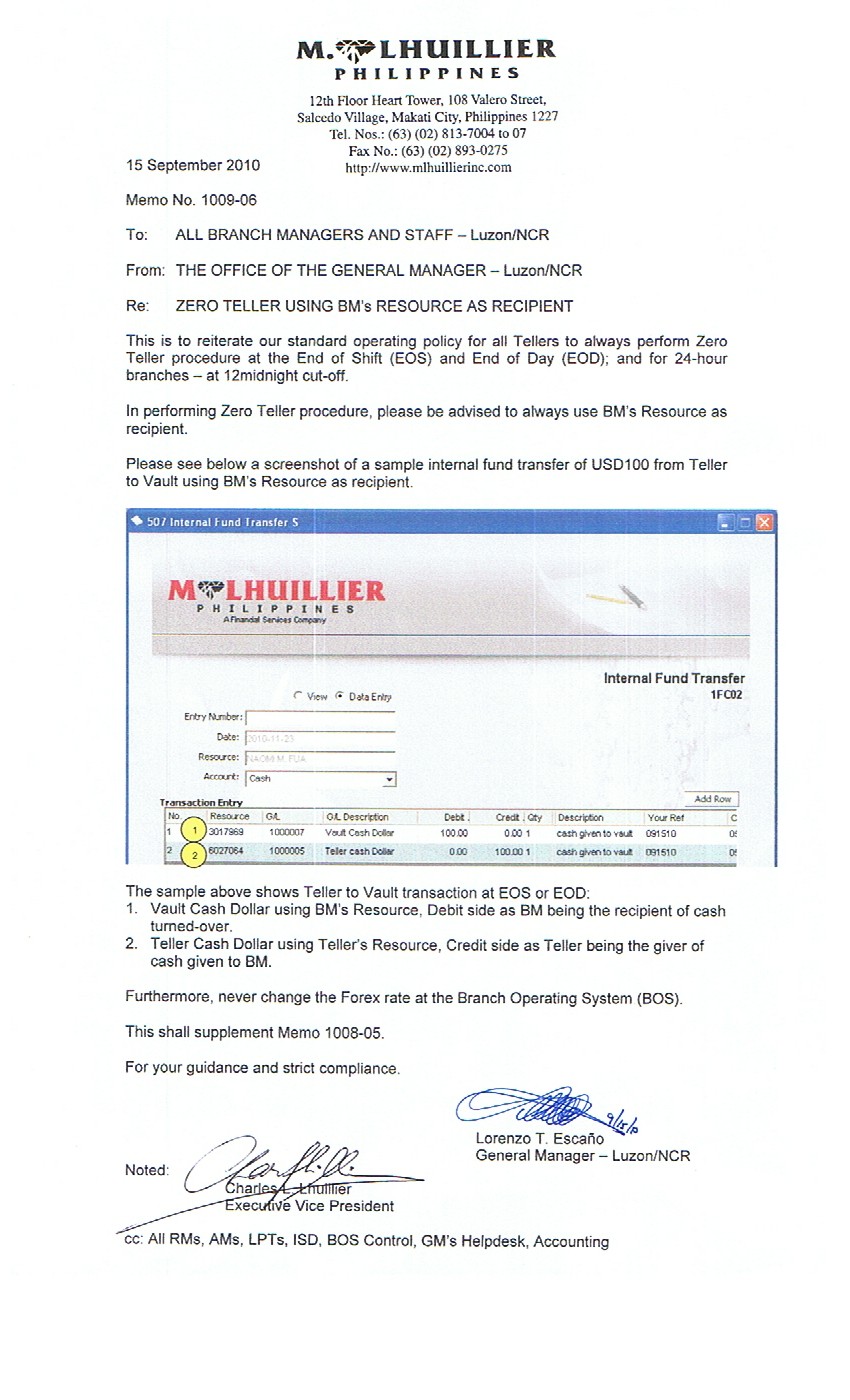 M. LHUILLIER
PHILIPPINES
12th Floor Heart Tower, 108 Valero Street,
Salcedo Village, Makati City, Philippines 1227
Tel. Nos.: (63) (02) 813-7004 to 07
Fax No.: (63) (02) 893-0275
http://www.mlhuillierinc.com
15 September 2010
Memo No. 1009-06
To: ALL BRANCH MANAGERS AND STAFF – Luzon/NCR
From: THE OFFICE OF THE GENERAL MANAGER – Luzon/NCR
Re: ZERO TELLER USING BM's RESOURCE AS RECIPIENT
This is to reiterate our standard operating policy for all Tellers to always perform Zero
Teller procedure at the End of Shift (EOS) and End of Day (EOD); and for 24-hour
branches – at 12midnight cut-off.
In performing Zero Teller procedure, please be advised to always use BM's Resource as
recipient.
Please see below a screenshot of a sample internal fund transfer of USD100 from Teller
to Vault using BM's Resource as recipient.
507 Internal Fund Transfer S
M LHUILLIER
PHILIPPINES
A Financial Services Company
Internal Fund Transfer
1FC02
View Data Entry
Entry Number:
Date: 2010-11-23
Resource: NAOMI M. FUA
Account: Cash
Add Row
Transaction Entry
No. Resource G/L G/L Description Debit Credit Qty Description Your Ref C
1 1 3017969 1000007 Vault Cash Dollar 100.00 0.00 1 cash given to vault 091510
2 2 6027064 1000005 Teller cash Dollar 0.00 100.00 1 cash given to vault 091510
The sample above shows Teller to Vault transaction at EOS or EOD:
1. Vault Cash Dollar using BM's Resource, Debit side as BM being the recipient of cash
turned-over.
2. Teller Cash Dollar using Teller's Resource, Credit side as Teller being the giver of
cash given to BM.
Furthermore, never change the Forex rate at the Branch Operating System (BOS).
This shall supplement Memo 1008-05.
For your guidance and strict compliance.
9/15/10
Lorenzo T. Escaño
General Manager – Luzon/NCR
Noted:
Charles L. Lhuillier
Executive Vice President
cc: All RMs, AMs, LPTs, ISD, BOS Control, GM's Helpdesk, Accounting